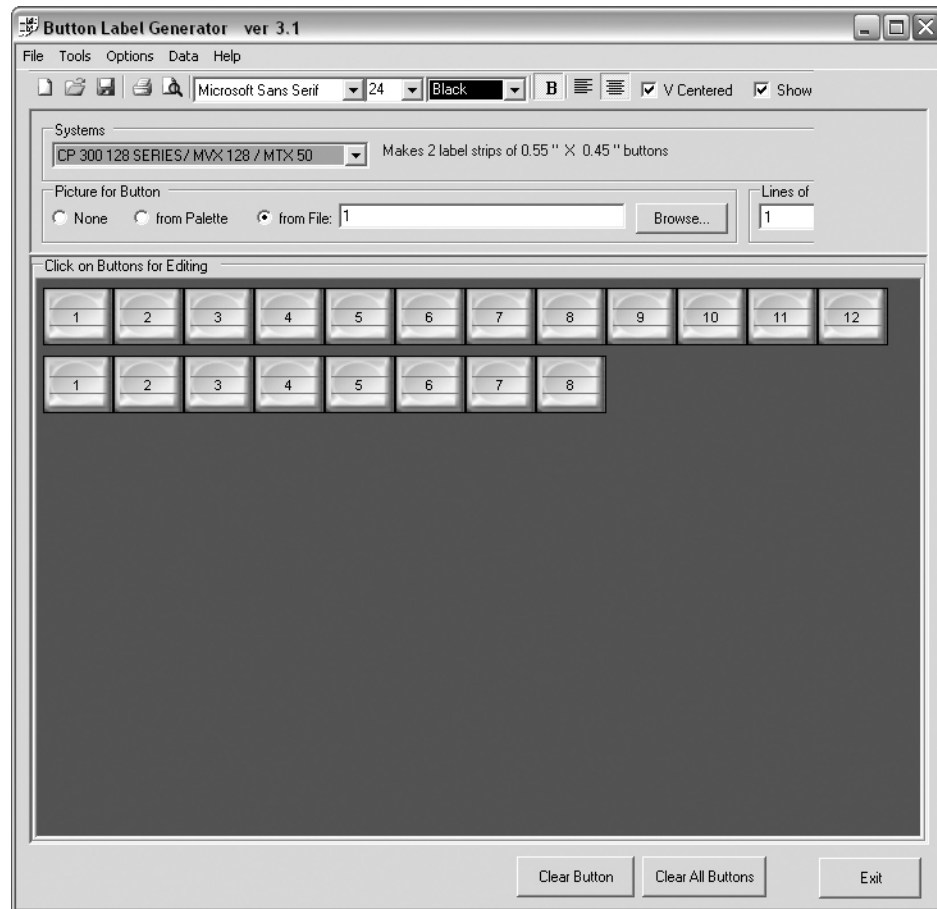 Button Label Generator ver 3.1
File Tools Options Data Help
Microsoft Sans Serif 24 Black B V Centered Show
Systems
CP 300 128 SERIES/ MVX 128 / MTX 50 Makes 2 label strips of 0.55 " X 0.45 " buttons
Picture for Button Lines of
None from Palette from File: 1 Browse... 1
Click on Buttons for Editing
1 2 3 4 5 6 7 8 9 10 11 12
1 2 3 4 5 6 7 8
Clear Button Clear All Buttons Exit